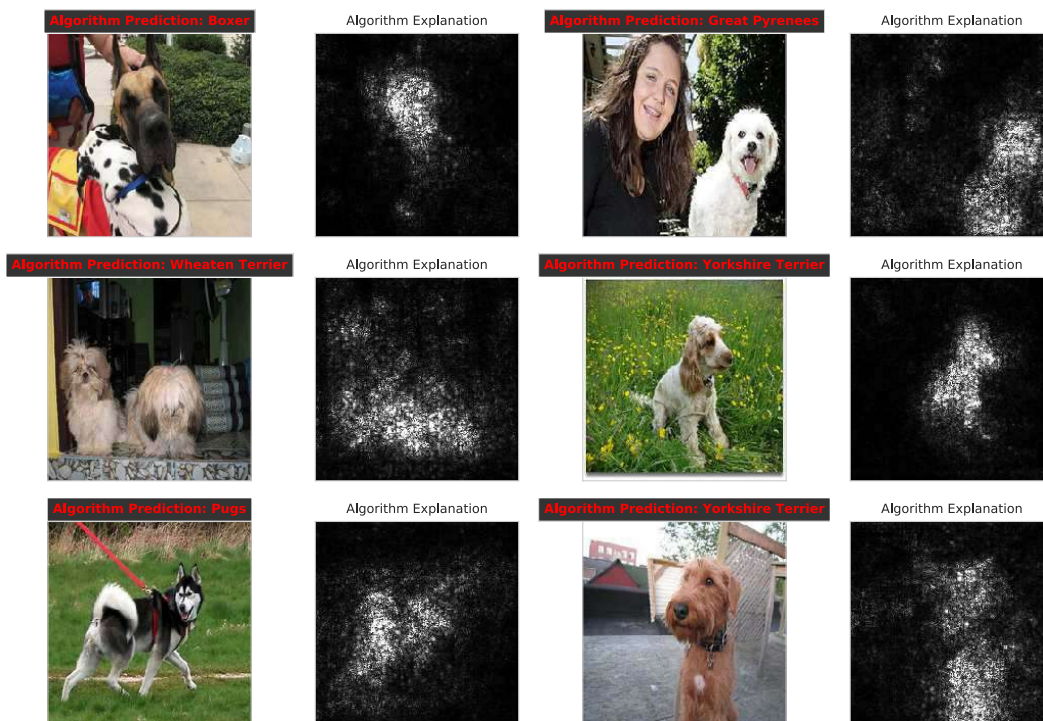 Algorithm Prediction: Boxer
Algorithm Explanation
Algorithm Prediction: Great Pyrenees
Algorithm Explanation
Algorithm Prediction: Wheaten Terrier
Algorithm Explanation
Algorithm Prediction: Yorkshire Terrier
Algorithm Explanation
Algorithm Prediction: Pugs
Algorithm Explanation
Algorithm Prediction: Yorkshire Terrier
Algorithm Explanation